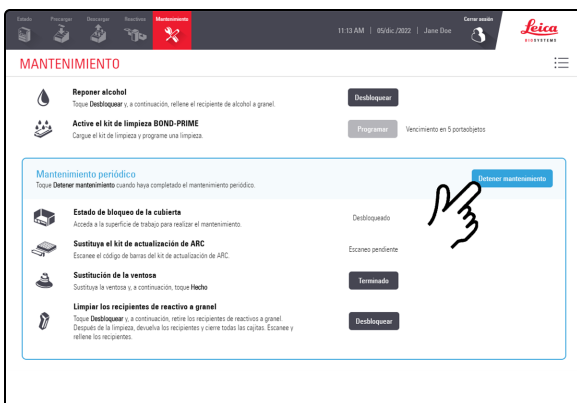 Estado Precargar Descargar Reactivos Mantenimiento
11:13 AM | 05/dic./2022 | Jane Doe
Cerrar sesión
Leica
BIOSYSTEMS
MANTENIMIENTO
Reponer alcohol
Toque Desbloquear y, a continuación, rellene el recipiente de alcohol a granel.
Desbloquear
Active el kit de limpieza BOND-PRIME
Cargue el kit de limpieza y programe una limpieza.
Programar
Vencimiento en 5 portaobjetos
Mantenimiento periódico
Toque Detener mantenimiento cuando haya completado el mantenimiento periódico.
Detener mantenimiento
Estado de bloqueo de la cubierta
Acceda a la superficie de trabajo para realizar el mantenimiento.
Desbloqueado
Sustituya el kit de actualización de ARC
Escanee el código de barras del kit de actualización de ARC.
Escaneo pendiente
Sustitución de la ventosa
Sustituya la ventosa y, a continuación, toque Hecho
Terminado
Limpiar los recipientes de reactivo a granel
Toque Desbloquear y, a continuación, retire los recipientes de reactivos a granel.
Después de la limpieza, devuelva los recipientes y cierre todas las cajitas. Escanee y
rellene los recipientes.
Desbloquear